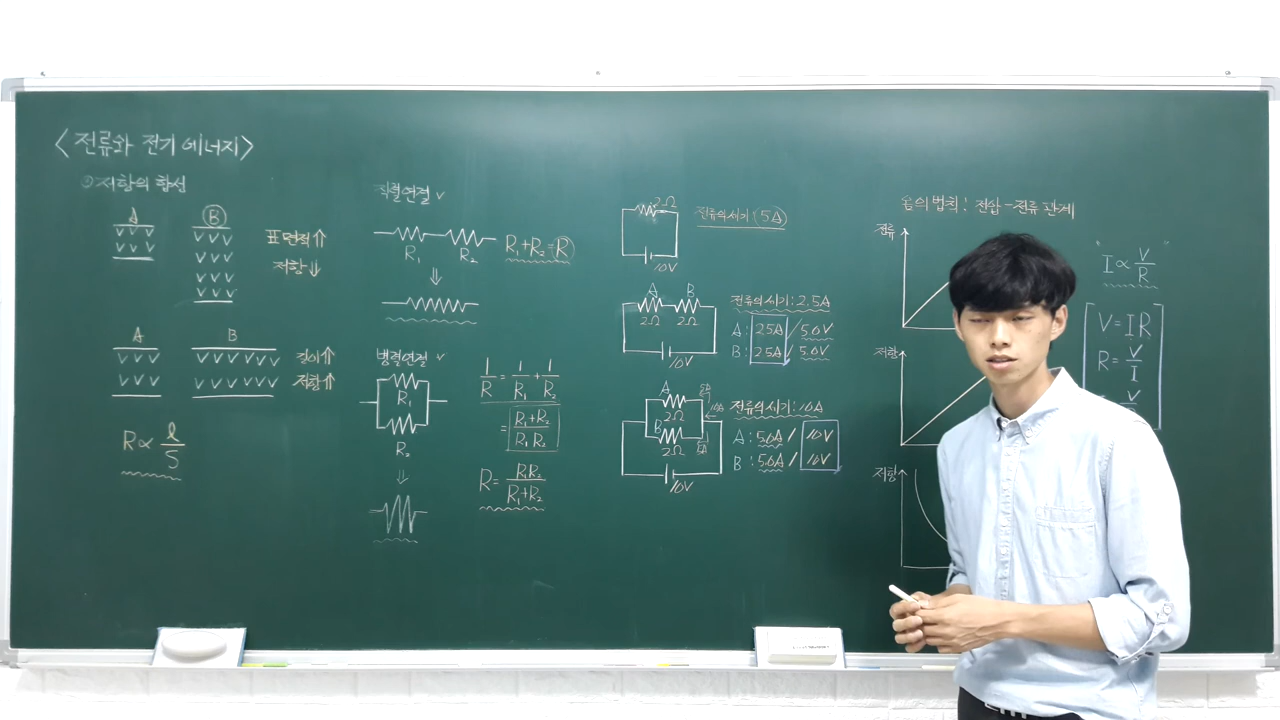 <전류와 전기 에너지>
저항의 합성
A
B
표면적⇑
저항⇓
A
B
길이⇑
저항⇑
R ∝ l/S
직렬연결 ✓
R₁
R₂
R₁+R₂=R
⇓
병렬연결 ✓
R₁
R₂
⇓
1/R = 1/R₁ + 1/R₂
= R₁+R₂ / R₁R₂
R = R₁R₂ / R₁+R₂
2Ω
10V
전류의 세기 (5A)
A
B
2Ω
2Ω
10V
전류의 세기: 2.5A
A: 2.5A / 5.0V
B: 2.5A / 5.0V
A
2Ω
B
2Ω
10A
10V
전류의 세기: 10A
A: 5.0A / 10V
B: 5.0A / 10V
옴의 법칙: 전압-전류 관계
전류
저항
저항
"I ∝ V/R"
V = IR
R = V/I
V